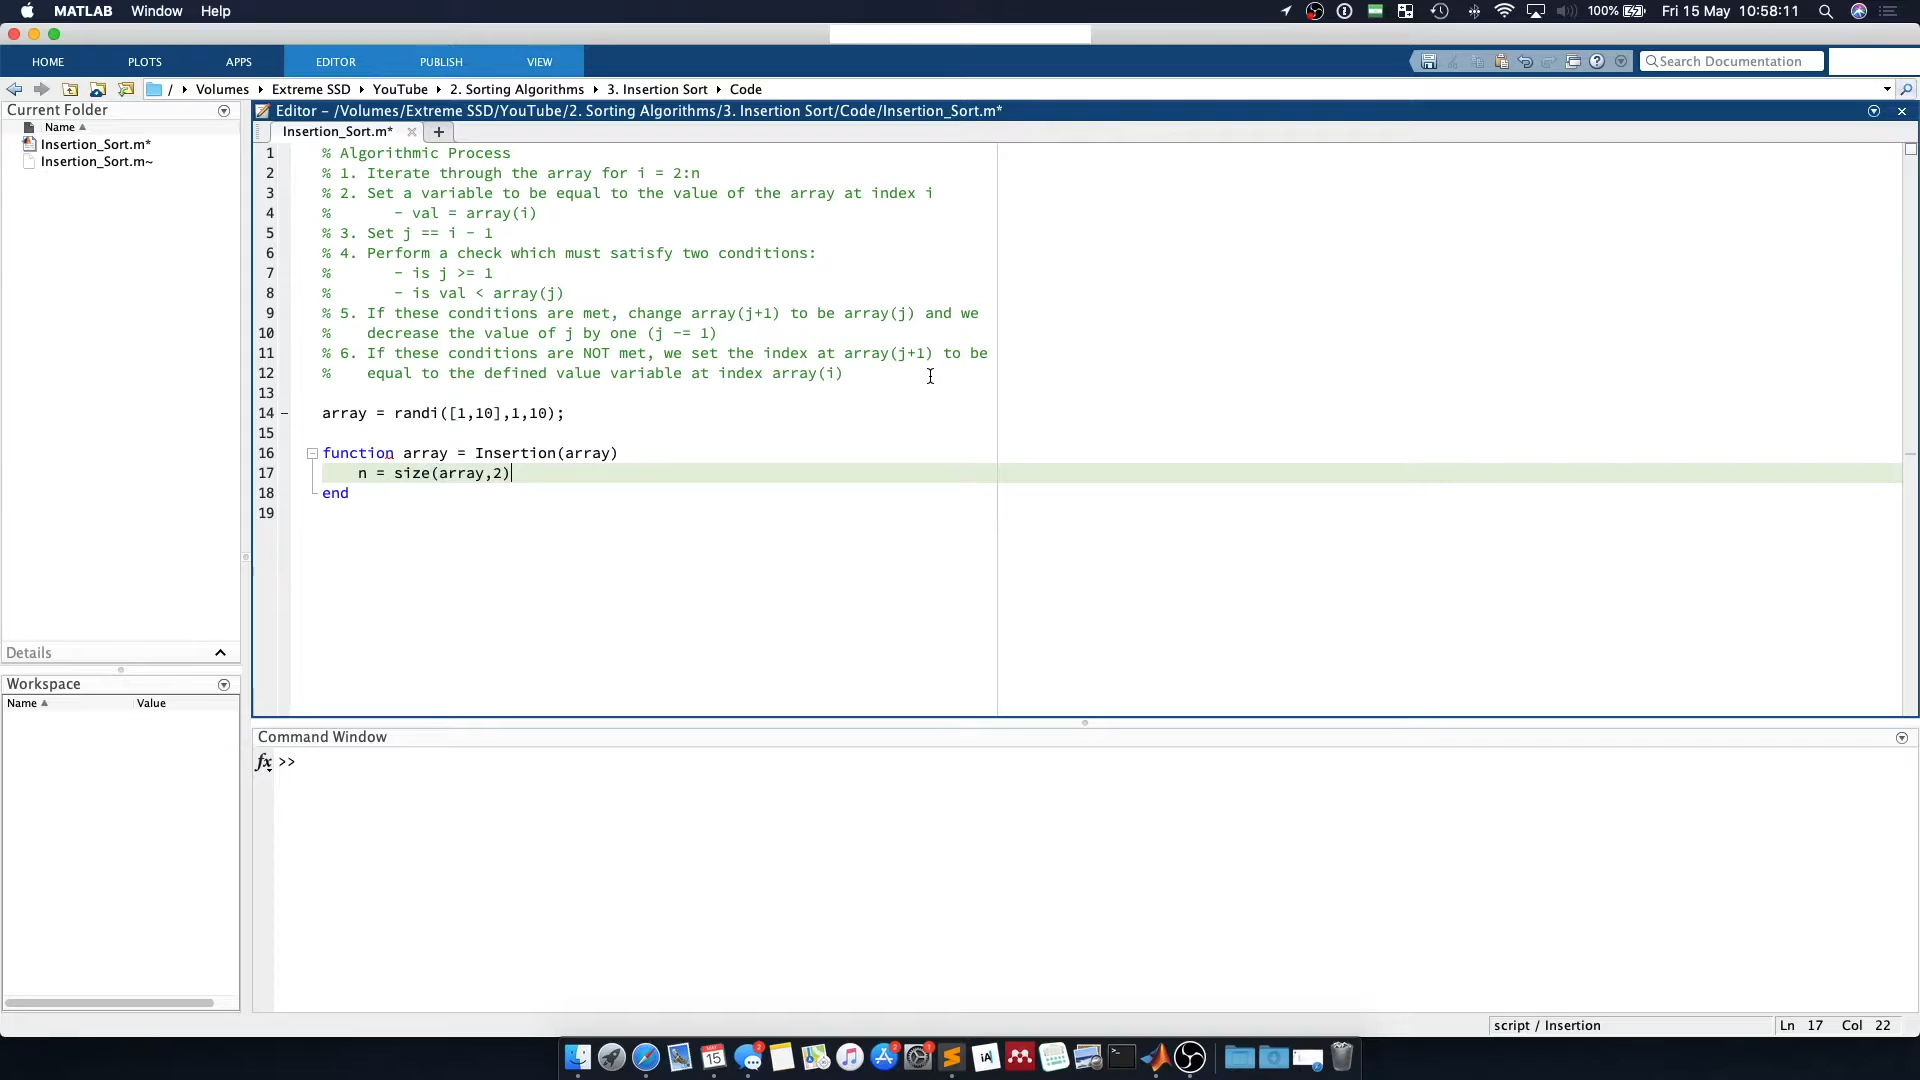 MATLAB Window Help
100% Fri 15 May 10:58:11
HOME PLOTS APPS EDITOR PUBLISH VIEW
Search Documentation
/ Volumes Extreme SSD YouTube 2. Sorting Algorithms 3. Insertion Sort Code
Current Folder
Name
Insertion_Sort.m*
Insertion_Sort.m~
Details
Workspace
Name Value
Editor - /Volumes/Extreme SSD/YouTube/2. Sorting Algorithms/3. Insertion Sort/Code/Insertion_Sort.m*
Insertion_Sort.m* +
1 % Algorithmic Process
2 % 1. Iterate through the array for i = 2:n
3 % 2. Set a variable to be equal to the value of the array at index i
4 % - val = array(i)
5 % 3. Set j == i - 1
6 % 4. Perform a check which must satisfy two conditions:
7 % - is j >= 1
8 % - is val < array(j)
9 % 5. If these conditions are met, change array(j+1) to be array(j) and we
10 % decrease the value of j by one (j -= 1)
11 % 6. If these conditions are NOT met, we set the index at array(j+1) to be
12 % equal to the defined value variable at index array(i)
13
14 – array = randi([1,10],1,10);
15
16 function array = Insertion(array)
17 n = size(array,2)
18 end
19
Command Window
fx >>
script / Insertion Ln 17 Col 22